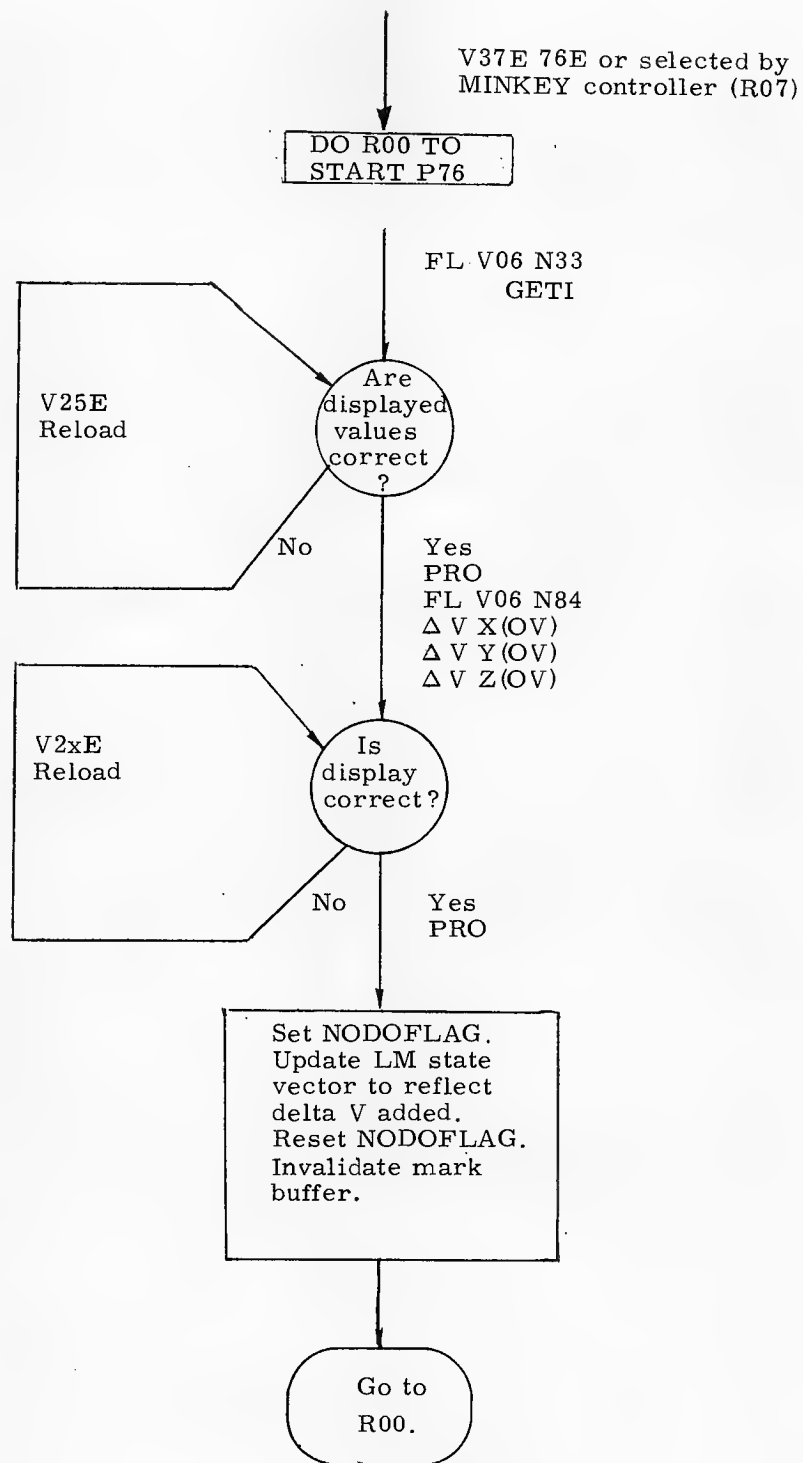 V37E 76E or selected by
MINKEY controller (R07)
DO R00 TO
START P76
FL V06 N33
GETI
Are
displayed
values
correct
?
V25E
Reload
No
Yes
PRO
FL V06 N84
Δ V X(OV)
Δ V Y(OV)
Δ V Z(OV)
Is
display
correct?
V2xE
Reload
No
Yes
PRO
Set NODOFLAG.
Update LM state
vector to reflect
delta V added.
Reset NODOFLAG.
Invalidate mark
buffer.
Go to
R00.